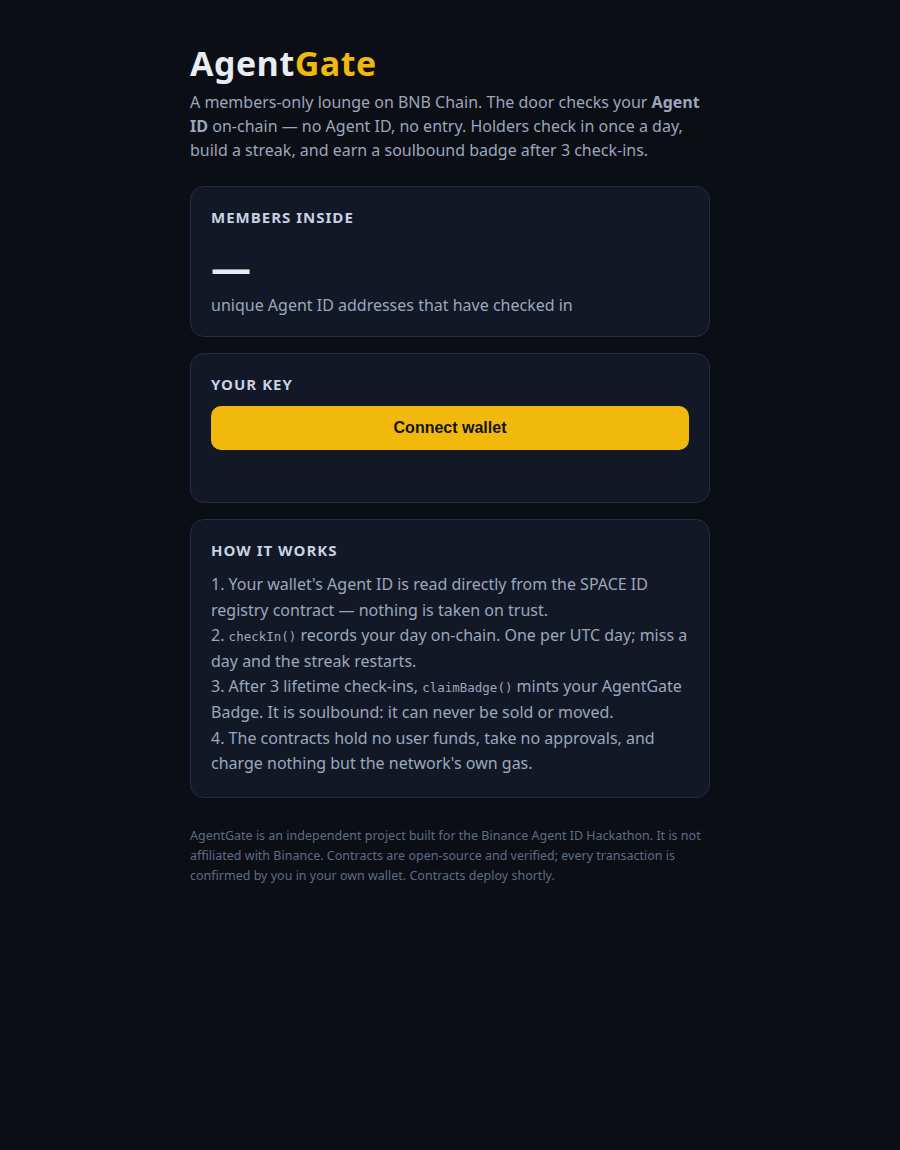 AgentGate
A members-only lounge on BNB Chain. The door checks your Agent
ID on-chain — no Agent ID, no entry. Holders check in once a day,
build a streak, and earn a soulbound badge after 3 check-ins.
MEMBERS INSIDE
—
unique Agent ID addresses that have checked in
YOUR KEY
Connect wallet
HOW IT WORKS
1. Your wallet's Agent ID is read directly from the SPACE ID
registry contract — nothing is taken on trust.
2. checkIn() records your day on-chain. One per UTC day; miss a
day and the streak restarts.
3. After 3 lifetime check-ins, claimBadge() mints your AgentGate
Badge. It is soulbound: it can never be sold or moved.
4. The contracts hold no user funds, take no approvals, and
charge nothing but the network's own gas.
AgentGate is an independent project built for the Binance Agent ID Hackathon. It is not
affiliated with Binance. Contracts are open-source and verified; every transaction is
confirmed by you in your own wallet. Contracts deploy shortly.